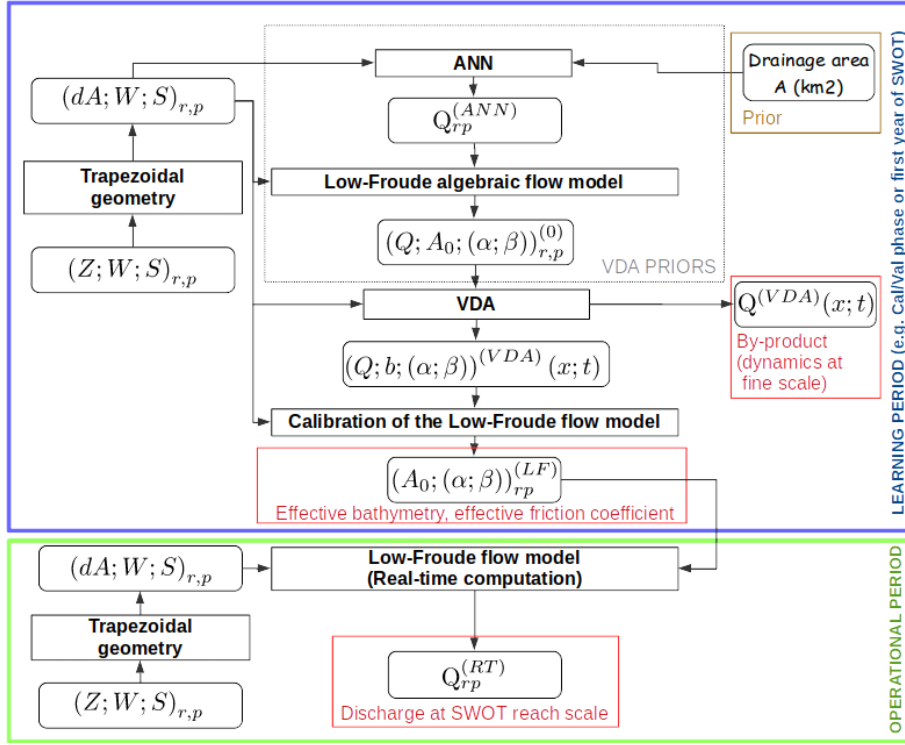 ANN
Drainage area
A (km2)
Prior
(dA; W; S)_{r,p}
Q_{rp}^{(ANN)}
Trapezoidal
geometry
Low-Froude algebraic flow model
(Z; W; S)_{r,p}
(Q; A_0; (α; β))_{r,p}^{(0)}
VDA PRIORS
VDA
Q^{(VDA)}(x; t)
By-product
(dynamics at
fine scale)
(Q; b; (α; β))^{(VDA)} (x; t)
Calibration of the Low-Froude flow model
(A_0; (α; β))_{rp}^{(LF)}
Effective bathymetry, effective friction coefficient
LEARNING PERIOD (e.g. Cal/Val phase or first year of SWOT)
(dA; W; S)_{r,p}
Low-Froude flow model
(Real-time computation)
Trapezoidal
geometry
(Z; W; S)_{r,p}
Q_{rp}^{(RT)}
Discharge at SWOT reach scale
OPERATIONAL PERIOD